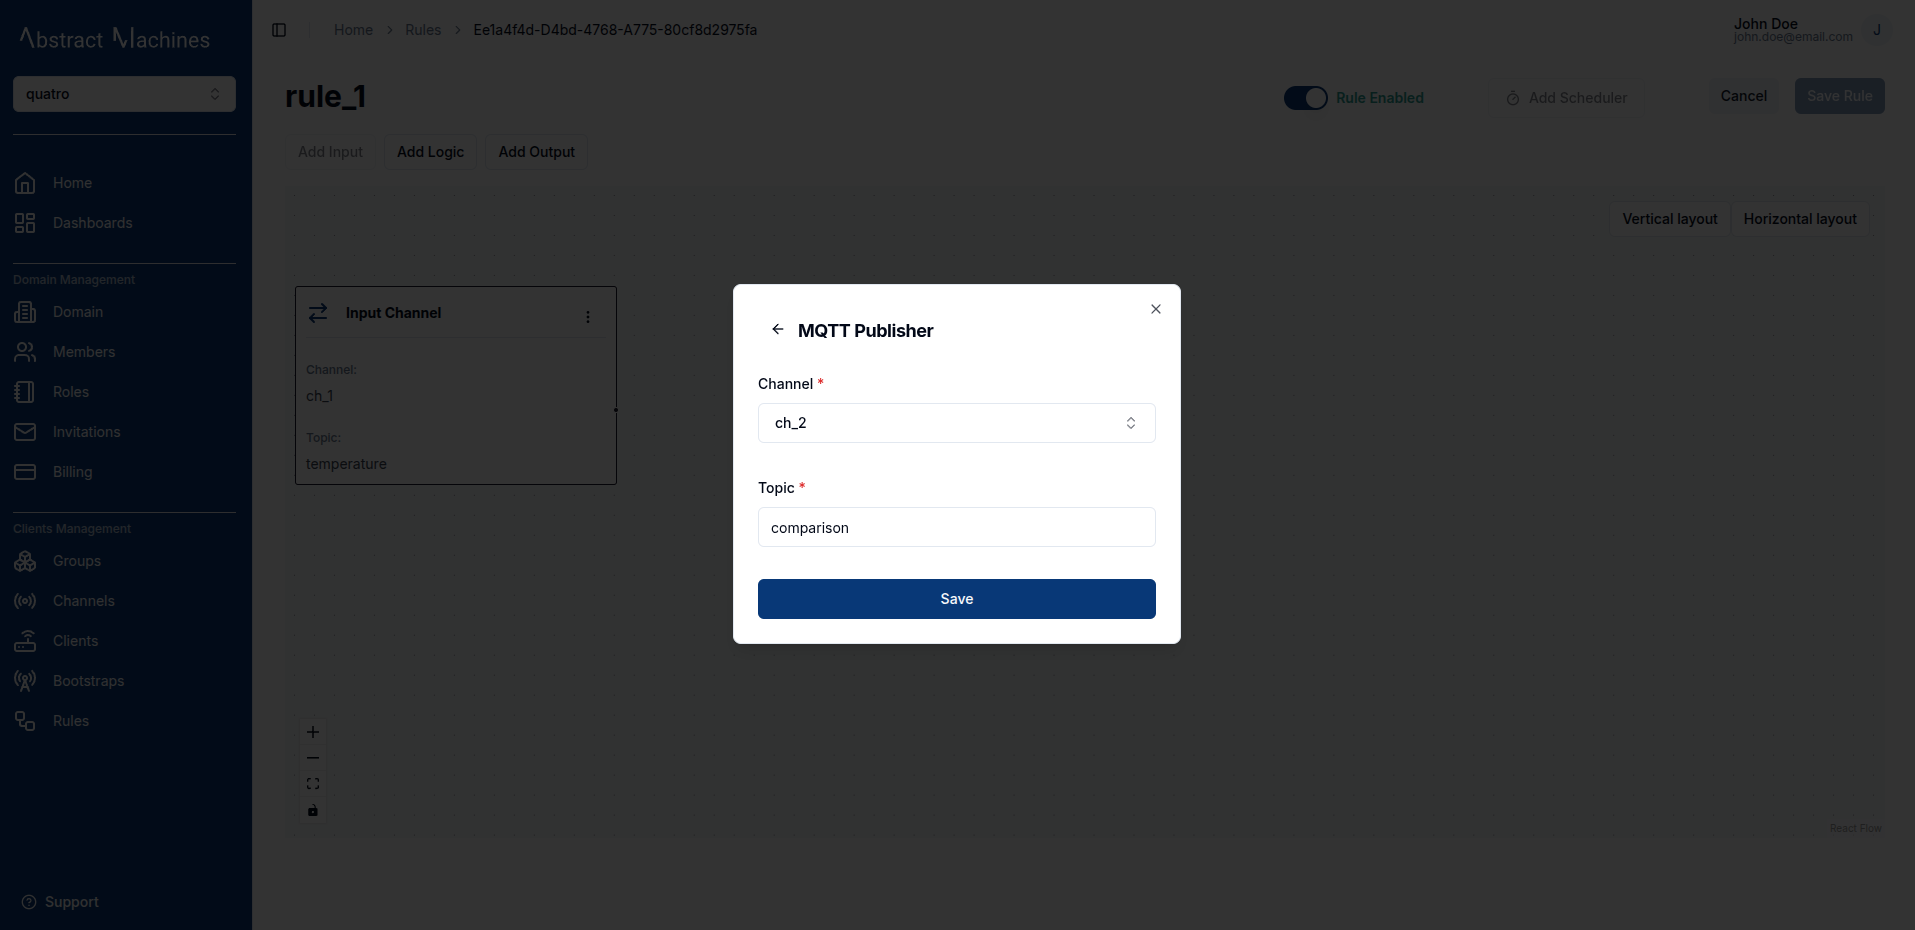 Abstract Machines
quatro
Home
Dashboards
Domain Management
Domain
Members
Roles
Invitations
Billing
Clients Management
Groups
Channels
Clients
Bootstraps
Rules
Support
Home > Rules > Ee1a4f4d-D4bd-4768-A775-80cf8d2975fa
John Doe
john.doe@email.com
J
rule_1
Rule Enabled
Add Scheduler
Cancel
Save Rule
Add Input
Add Logic
Add Output
Vertical layout
Horizontal layout
Input Channel
Channel:
ch_1
Topic:
temperature
MQTT Publisher
Channel *
ch_2
Topic *
comparison
Save
React Flow